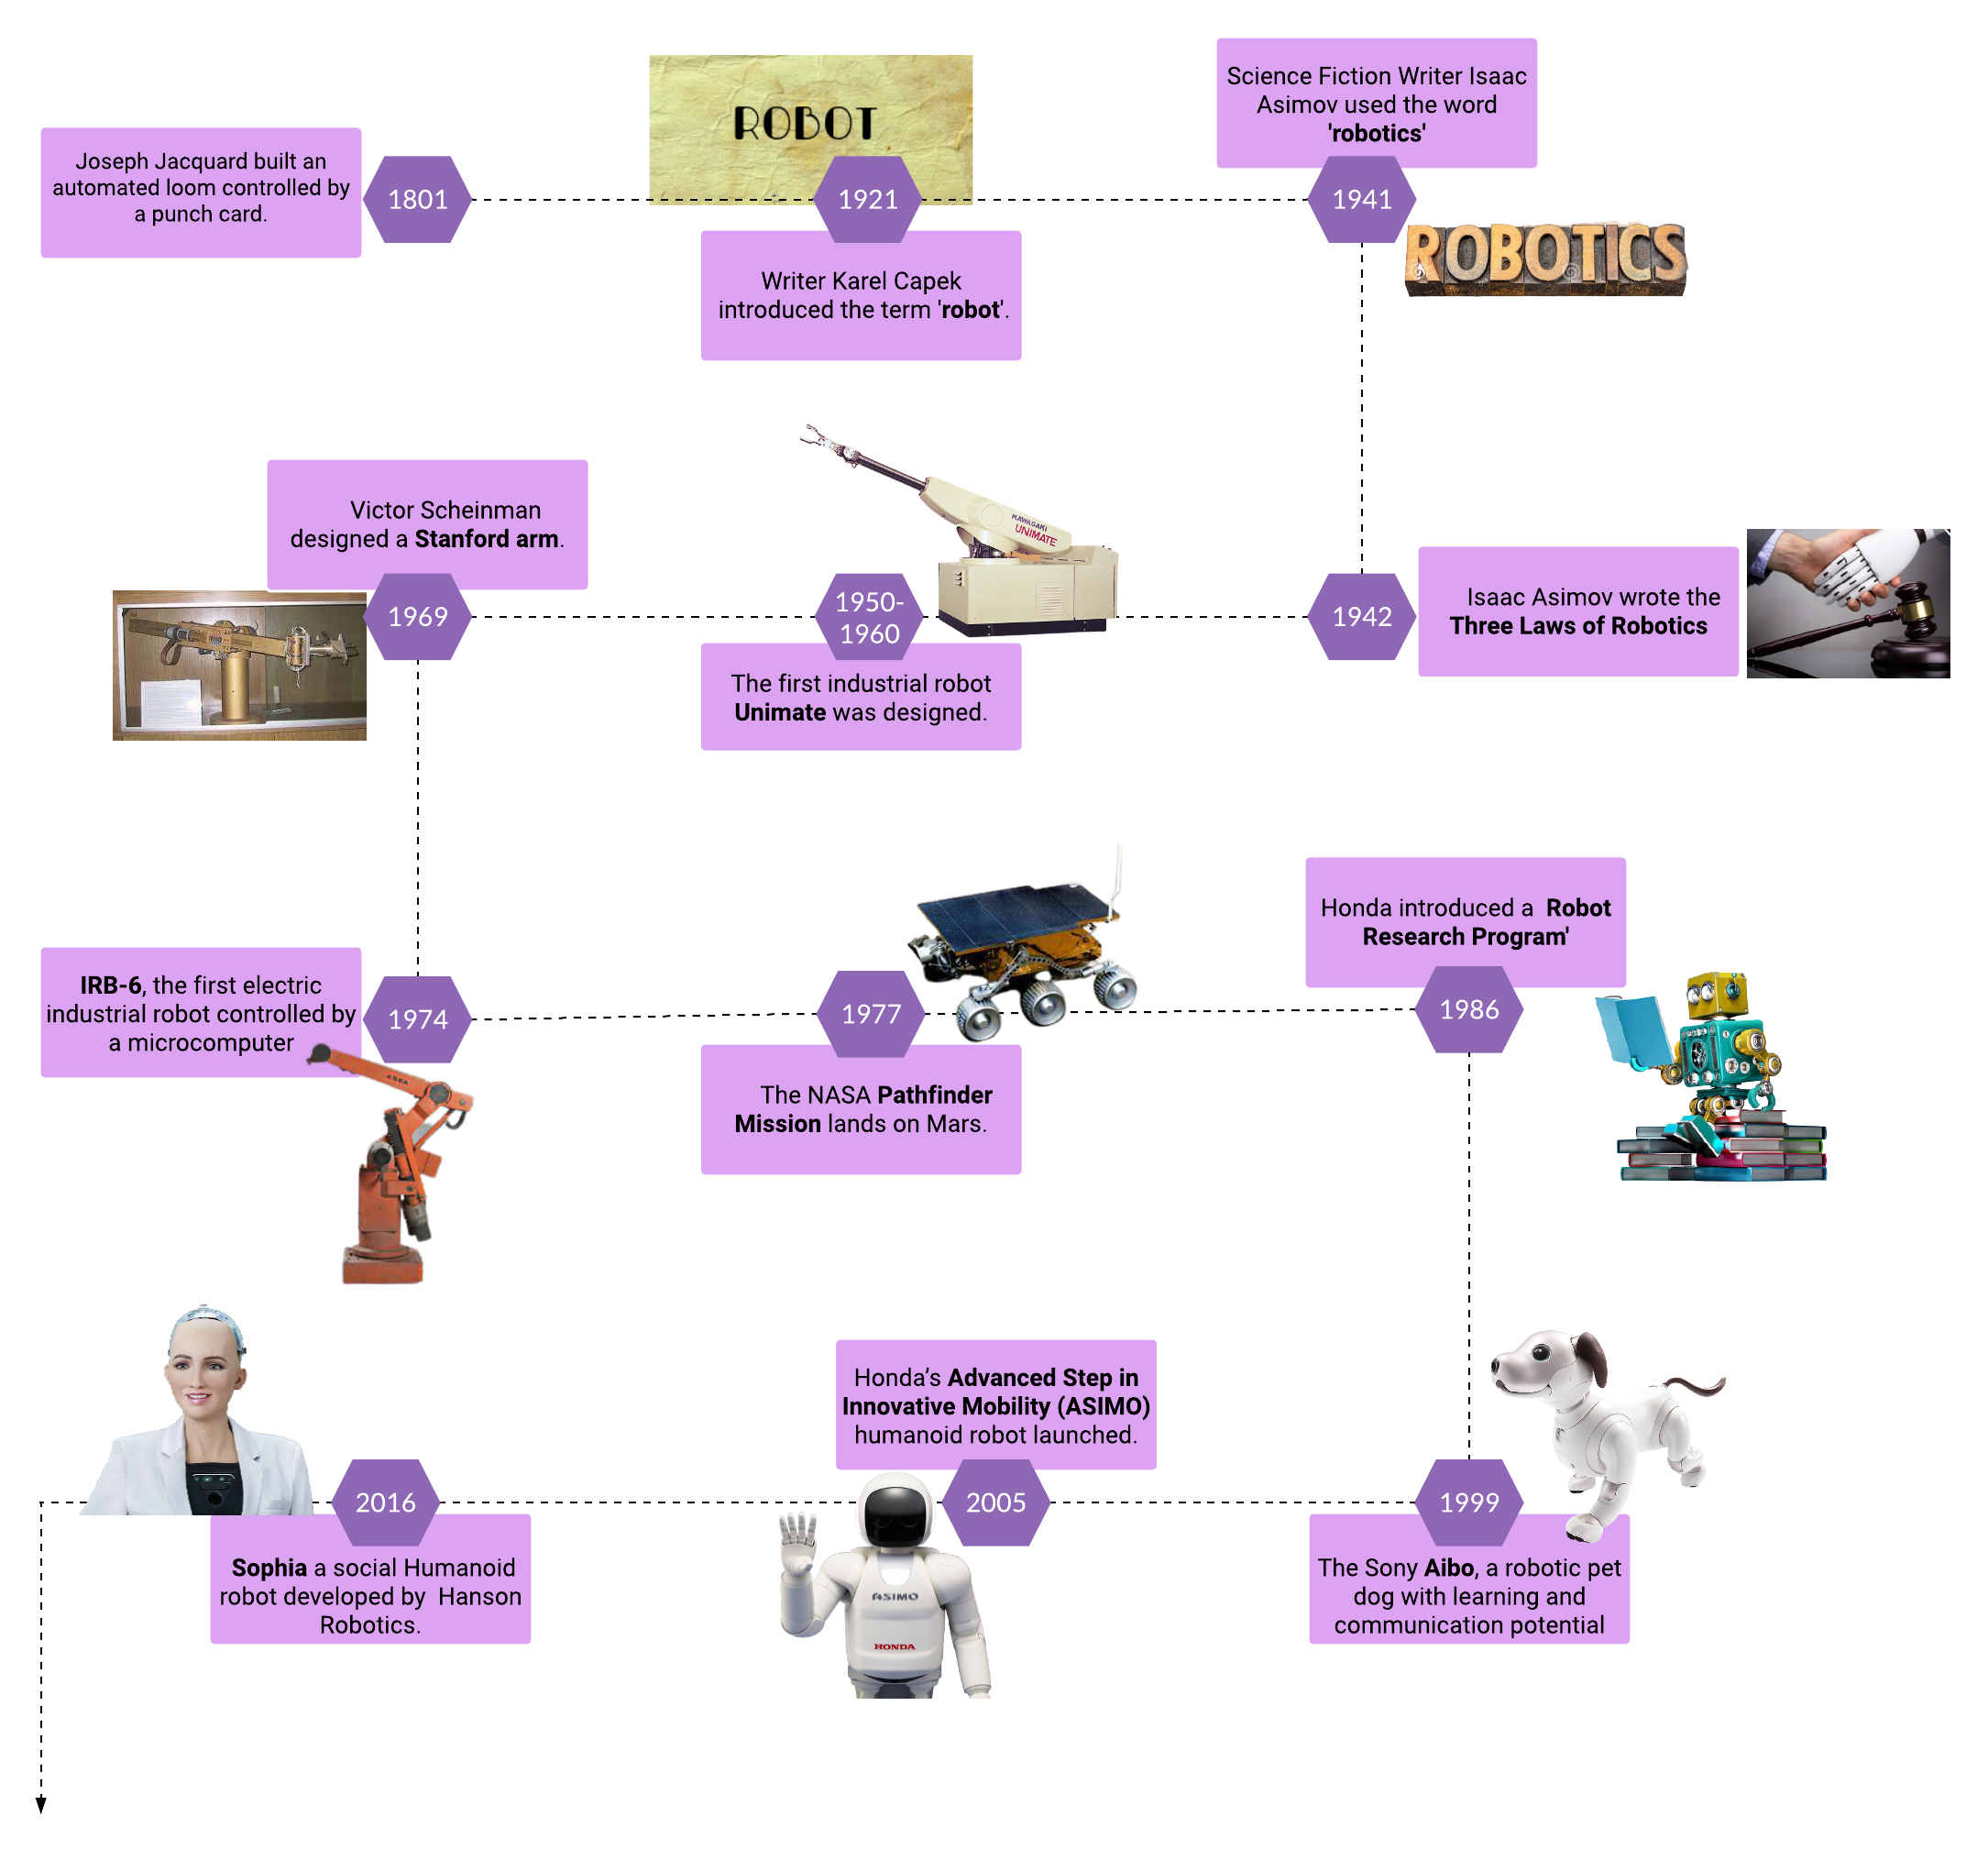 ROBOT
Science Fiction Writer Isaac
Asimov used the word
'robotics'
Joseph Jacquard built an
automated loom controlled by
a punch card.
1801
1921
1941
ROBOTICS
Writer Karel Capek
introduced the term 'robot'.
Victor Scheinman
designed a Stanford arm.
KAWASAKI
UNIMATE
1969
1950-
1960
1942
Isaac Asimov wrote the
Three Laws of Robotics
The first industrial robot
Unimate was designed.
Honda introduced a  Robot
Research Program'
IRB-6, the first electric
industrial robot controlled by
a microcomputer
1974
1977
1986
ASEA
The NASA Pathfinder
Mission lands on Mars.
Honda’s Advanced Step in
Innovative Mobility (ASIMO)
humanoid robot launched.
2016
2005
1999
Sophia a social Humanoid
robot developed by  Hanson
Robotics.
ASIMO
HONDA
The Sony Aibo, a robotic pet
dog with learning and
communication potential